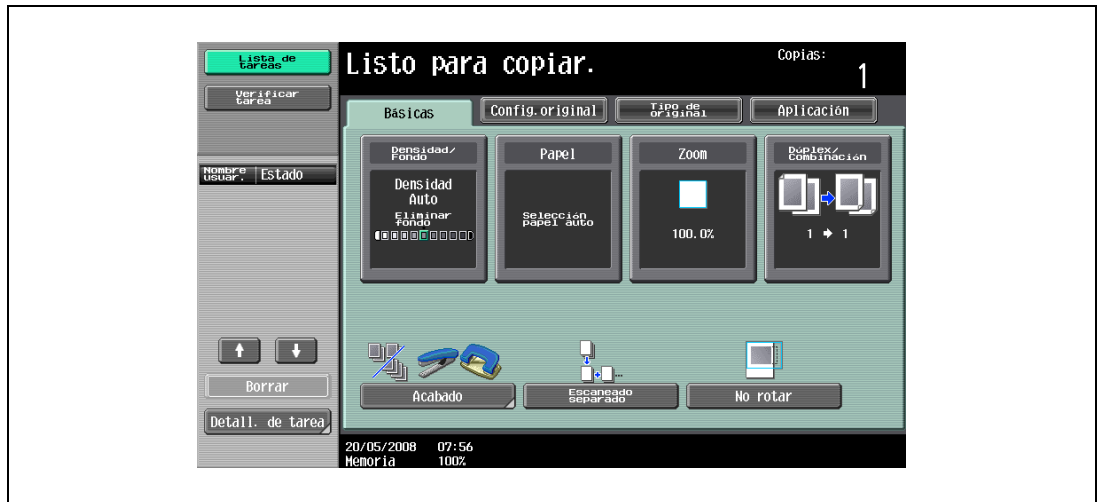 Lista de
tareas
Verificar
tarea
Nombre
usuar.
Estado
Borrar
Detall. de tarea
Listo para copiar.
Copias:
1
Básicas
Config.original
Tipo de
original
Aplicación
Densidad/
Fondo
Densidad
Auto
Eliminar
fondo
Papel
Selección
papel auto
Zoom
100.0%
Dúplex/
Combinación
1 → 1
Acabado
Escaneado
separado
No rotar
20/05/2008 07:56
Memoria 100%